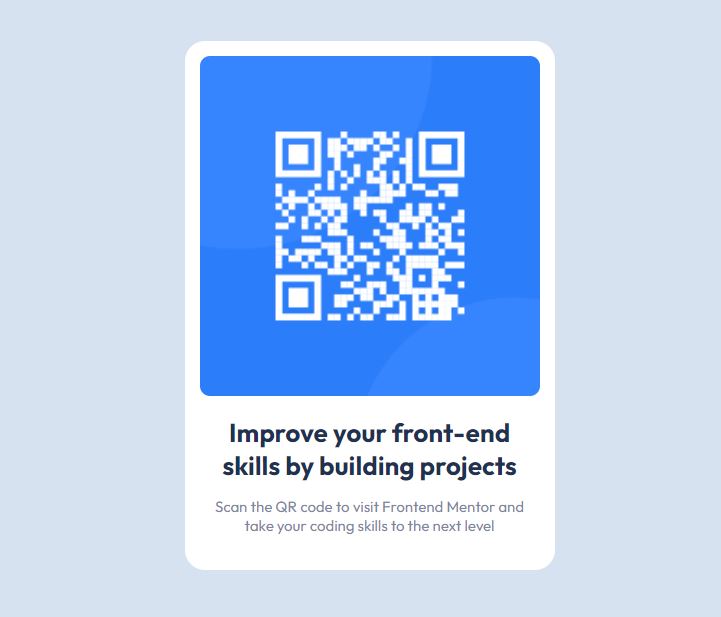 Improve your front-end
skills by building projects
Scan the QR code to visit Frontend Mentor and
take your coding skills to the next level